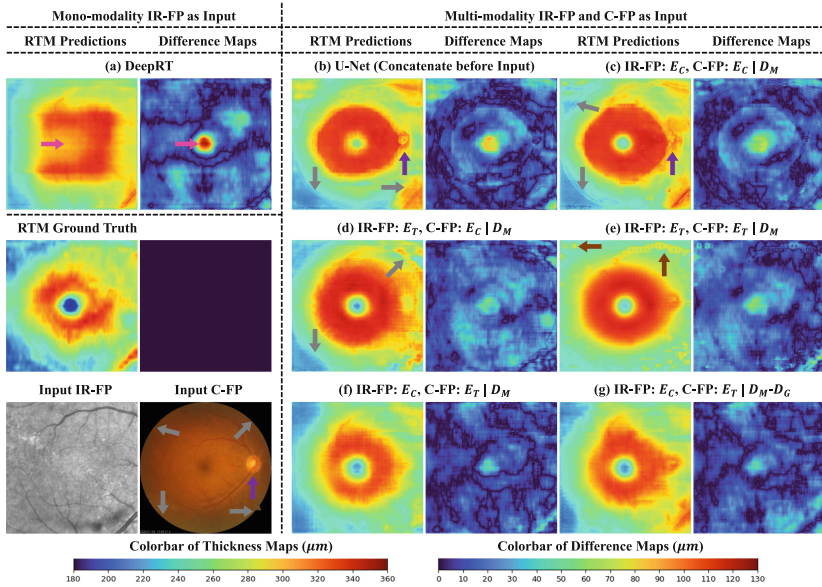 Mono-modality IR-FP as Input
Multi-modality IR-FP and C-FP as Input
RTM Predictions Difference Maps RTM Predictions Difference Maps RTM Predictions Difference Maps
(a) DeepRT
(b) U-Net (Concatenate before Input)
(c) IR-FP: E_C, C-FP: E_C | D_M
RTM Ground Truth
(d) IR-FP: E_T, C-FP: E_C | D_M
(e) IR-FP: E_T, C-FP: E_T | D_M
Input IR-FP Input C-FP
(f) IR-FP: E_C, C-FP: E_T | D_M
(g) IR-FP: E_C, C-FP: E_T | D_M-D_G
Colorbar of Thickness Maps (μm)
180 200 220 240 260 280 300 320 340 360
Colorbar of Difference Maps (μm)
0 10 20 30 40 50 60 70 80 90 100 110 120 130